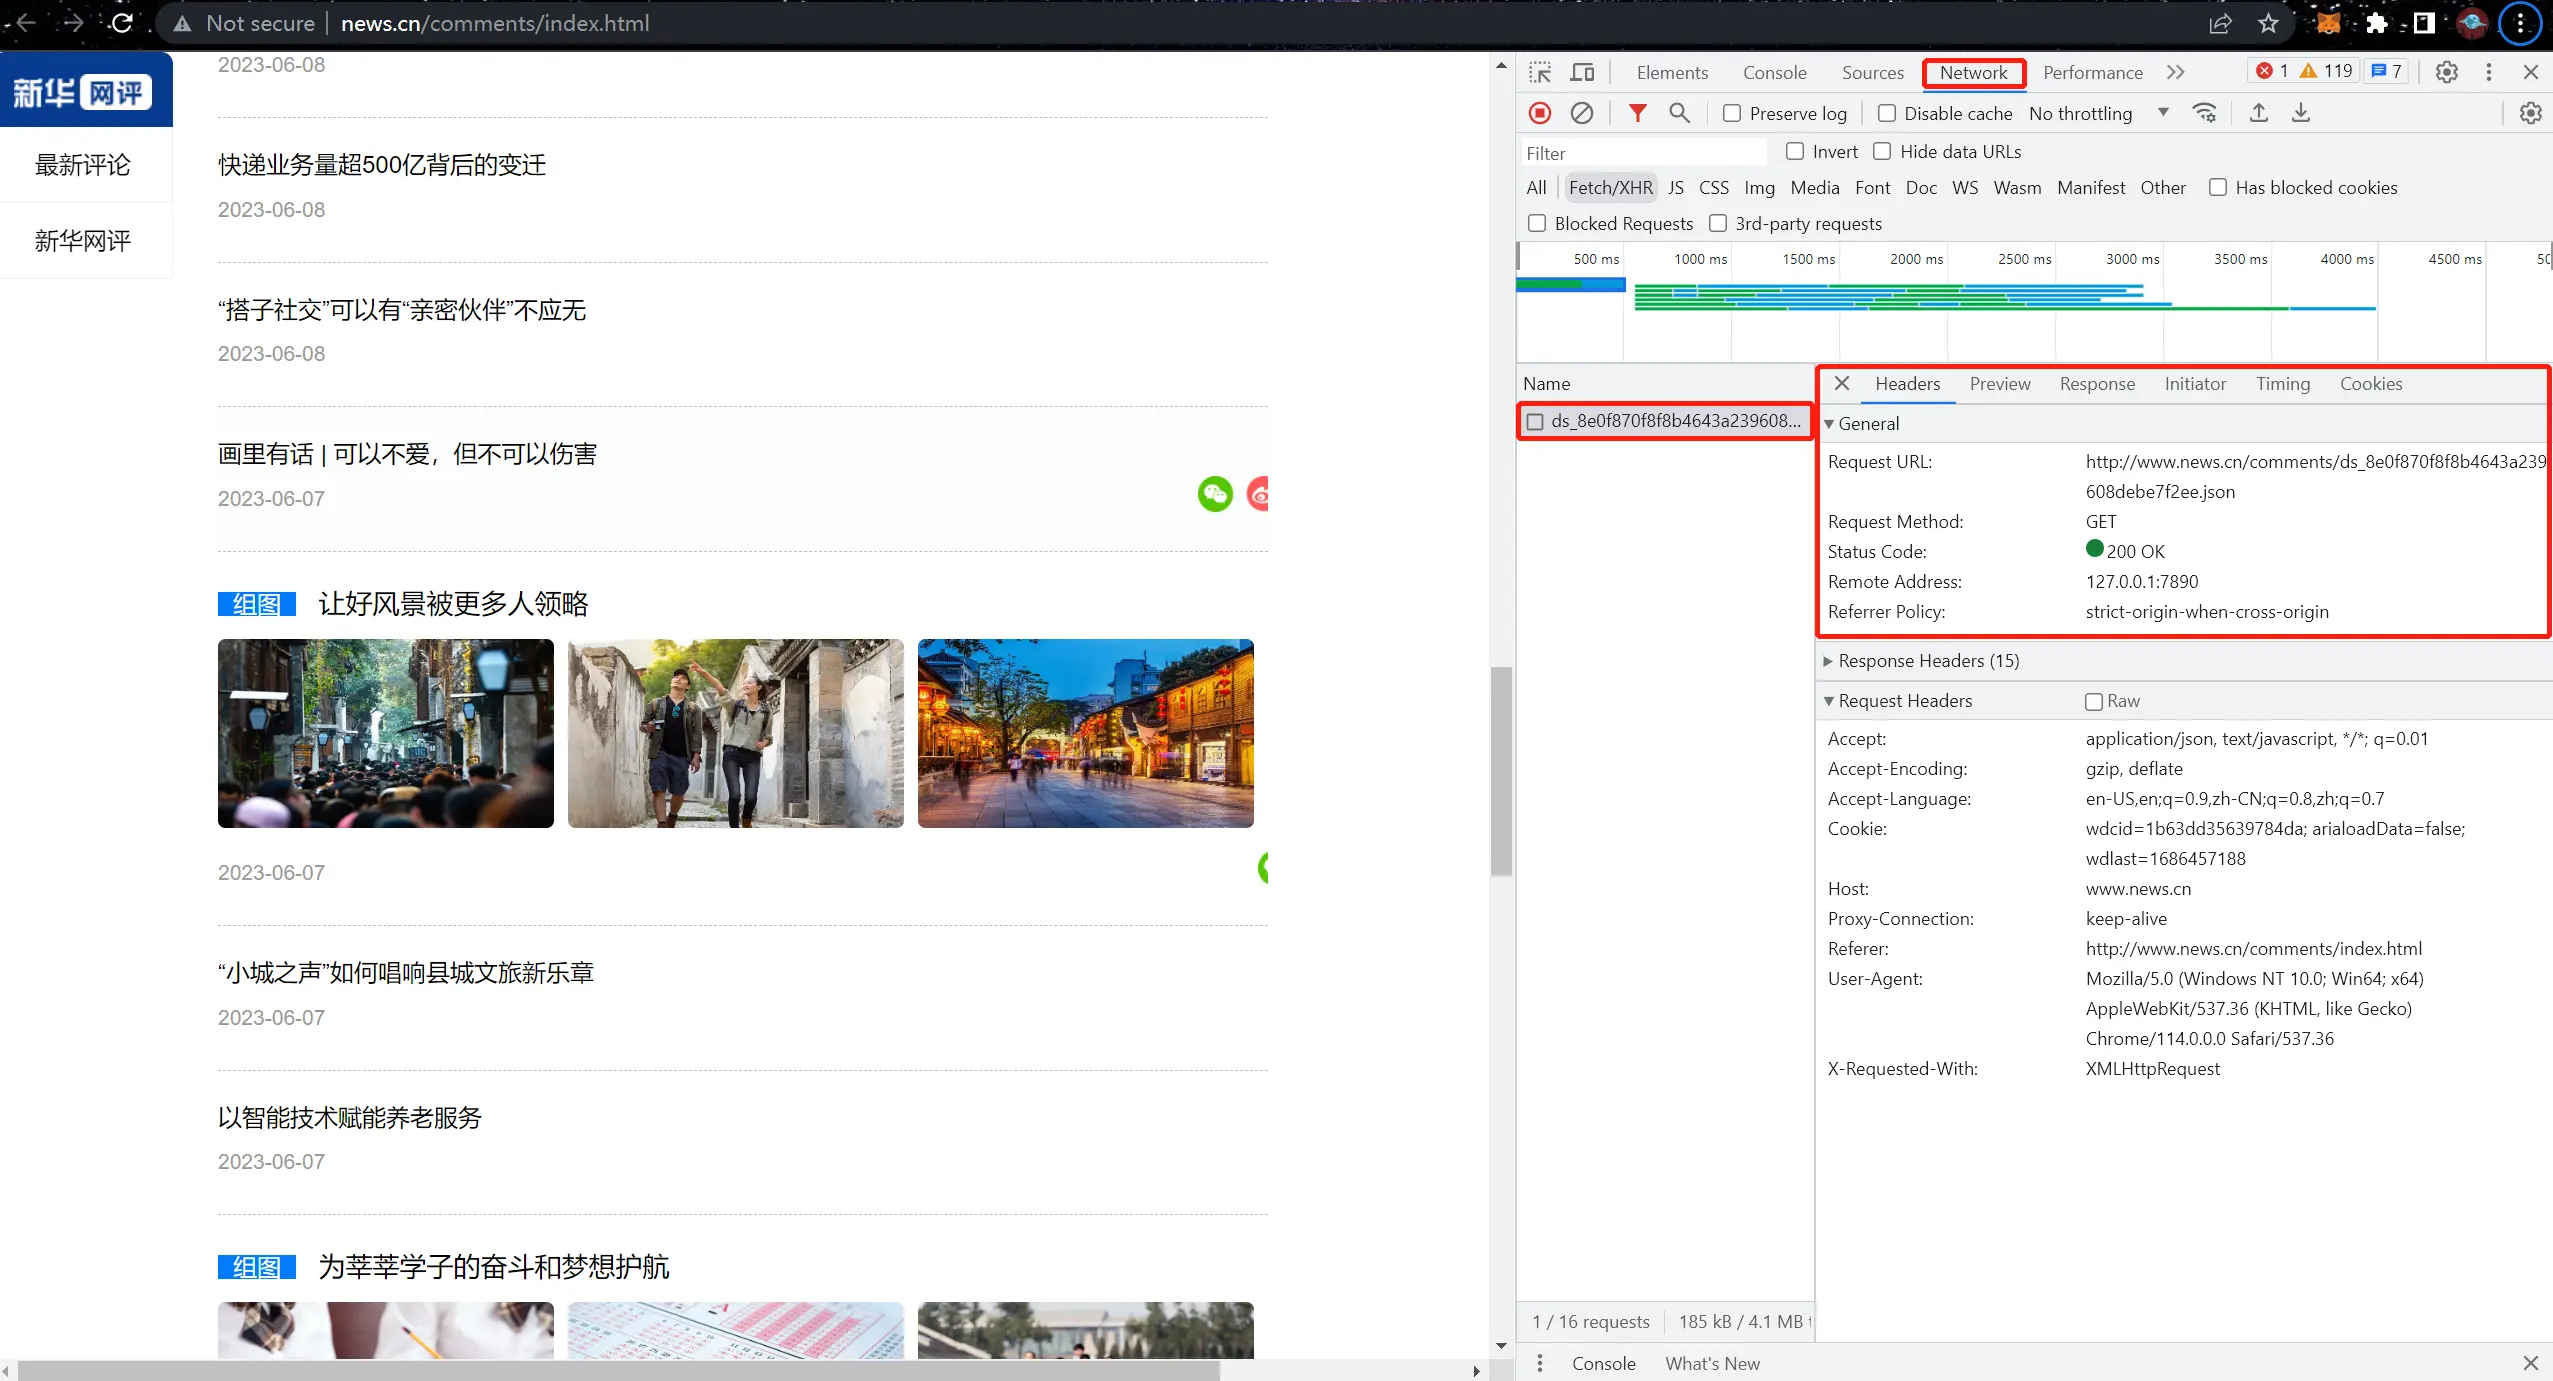 Not secure | news.cn/comments/index.html
新华 网评
最新评论
新华网评
2023-06-08
快递业务量超500亿背后的变迁
2023-06-08
“搭子社交”可以有“亲密伙伴”不应无
2023-06-08
画里有话 | 可以不爱，但不可以伤害
2023-06-07
组图 让好风景被更多人领略
2023-06-07
“小城之声”如何唱响县城文旅新乐章
2023-06-07
以智能技术赋能养老服务
2023-06-07
组图 为莘莘学子的奋斗和梦想护航
Elements Console Sources Network Performance 1 119 7
Preserve log Disable cache No throttling
Filter Invert Hide data URLs
All Fetch/XHR JS CSS Img Media Font Doc WS Wasm Manifest Other Has blocked cookies
Blocked Requests 3rd-party requests
500 ms 1000 ms 1500 ms 2000 ms 2500 ms 3000 ms 3500 ms 4000 ms 4500 ms
Name
ds_8e0f870f8f8b4643a239608...
Headers Preview Response Initiator Timing Cookies
General
Request URL: http://www.news.cn/comments/ds_8e0f870f8f8b4643a239
608debe7f2ee.json
Request Method: GET
Status Code: 200 OK
Remote Address: 127.0.0.1:7890
Referrer Policy: strict-origin-when-cross-origin
Response Headers (15)
Request Headers Raw
Accept: application/json, text/javascript, */*; q=0.01
Accept-Encoding: gzip, deflate
Accept-Language: en-US,en;q=0.9,zh-CN;q=0.8,zh;q=0.7
Cookie: wdcid=1b63dd35639784da; arialoadData=false;
wdlast=1686457188
Host: www.news.cn
Proxy-Connection: keep-alive
Referer: http://www.news.cn/comments/index.html
User-Agent: Mozilla/5.0 (Windows NT 10.0; Win64; x64)
AppleWebKit/537.36 (KHTML, like Gecko)
Chrome/114.0.0.0 Safari/537.36
X-Requested-With: XMLHttpRequest
1 / 16 requests 185 kB / 4.1 MB
Console What's New